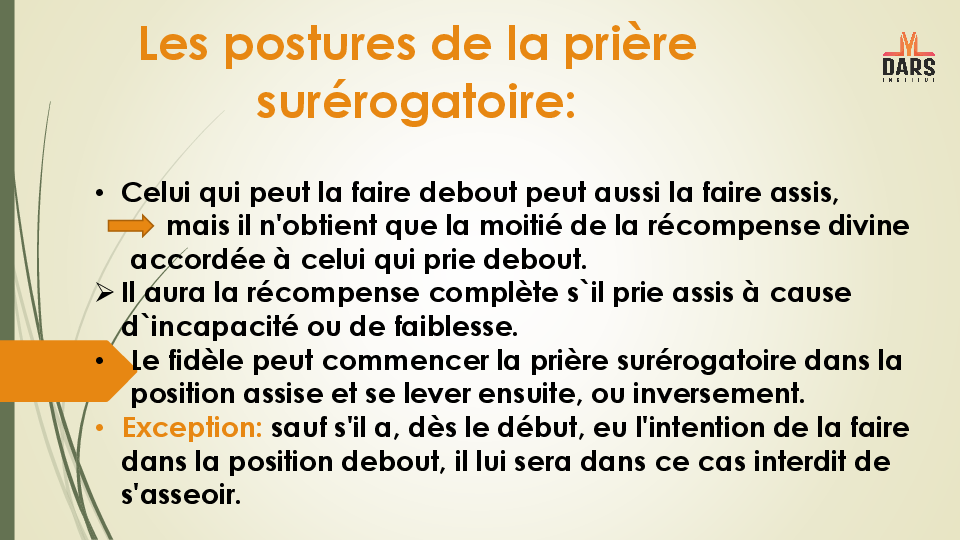 Les postures de la prière
surérogatoire:
DARS
INSTITUT
• Celui qui peut la faire debout peut aussi la faire assis,
mais il n'obtient que la moitié de la récompense divine
accordée à celui qui prie debout.
➢ Il aura la récompense complète s`il prie assis à cause
d`incapacité ou de faiblesse.
• Le fidèle peut commencer la prière surérogatoire dans la
position assise et se lever ensuite, ou inversement.
• Exception: sauf s'il a, dès le début, eu l'intention de la faire
dans la position debout, il lui sera dans ce cas interdit de
s'asseoir.